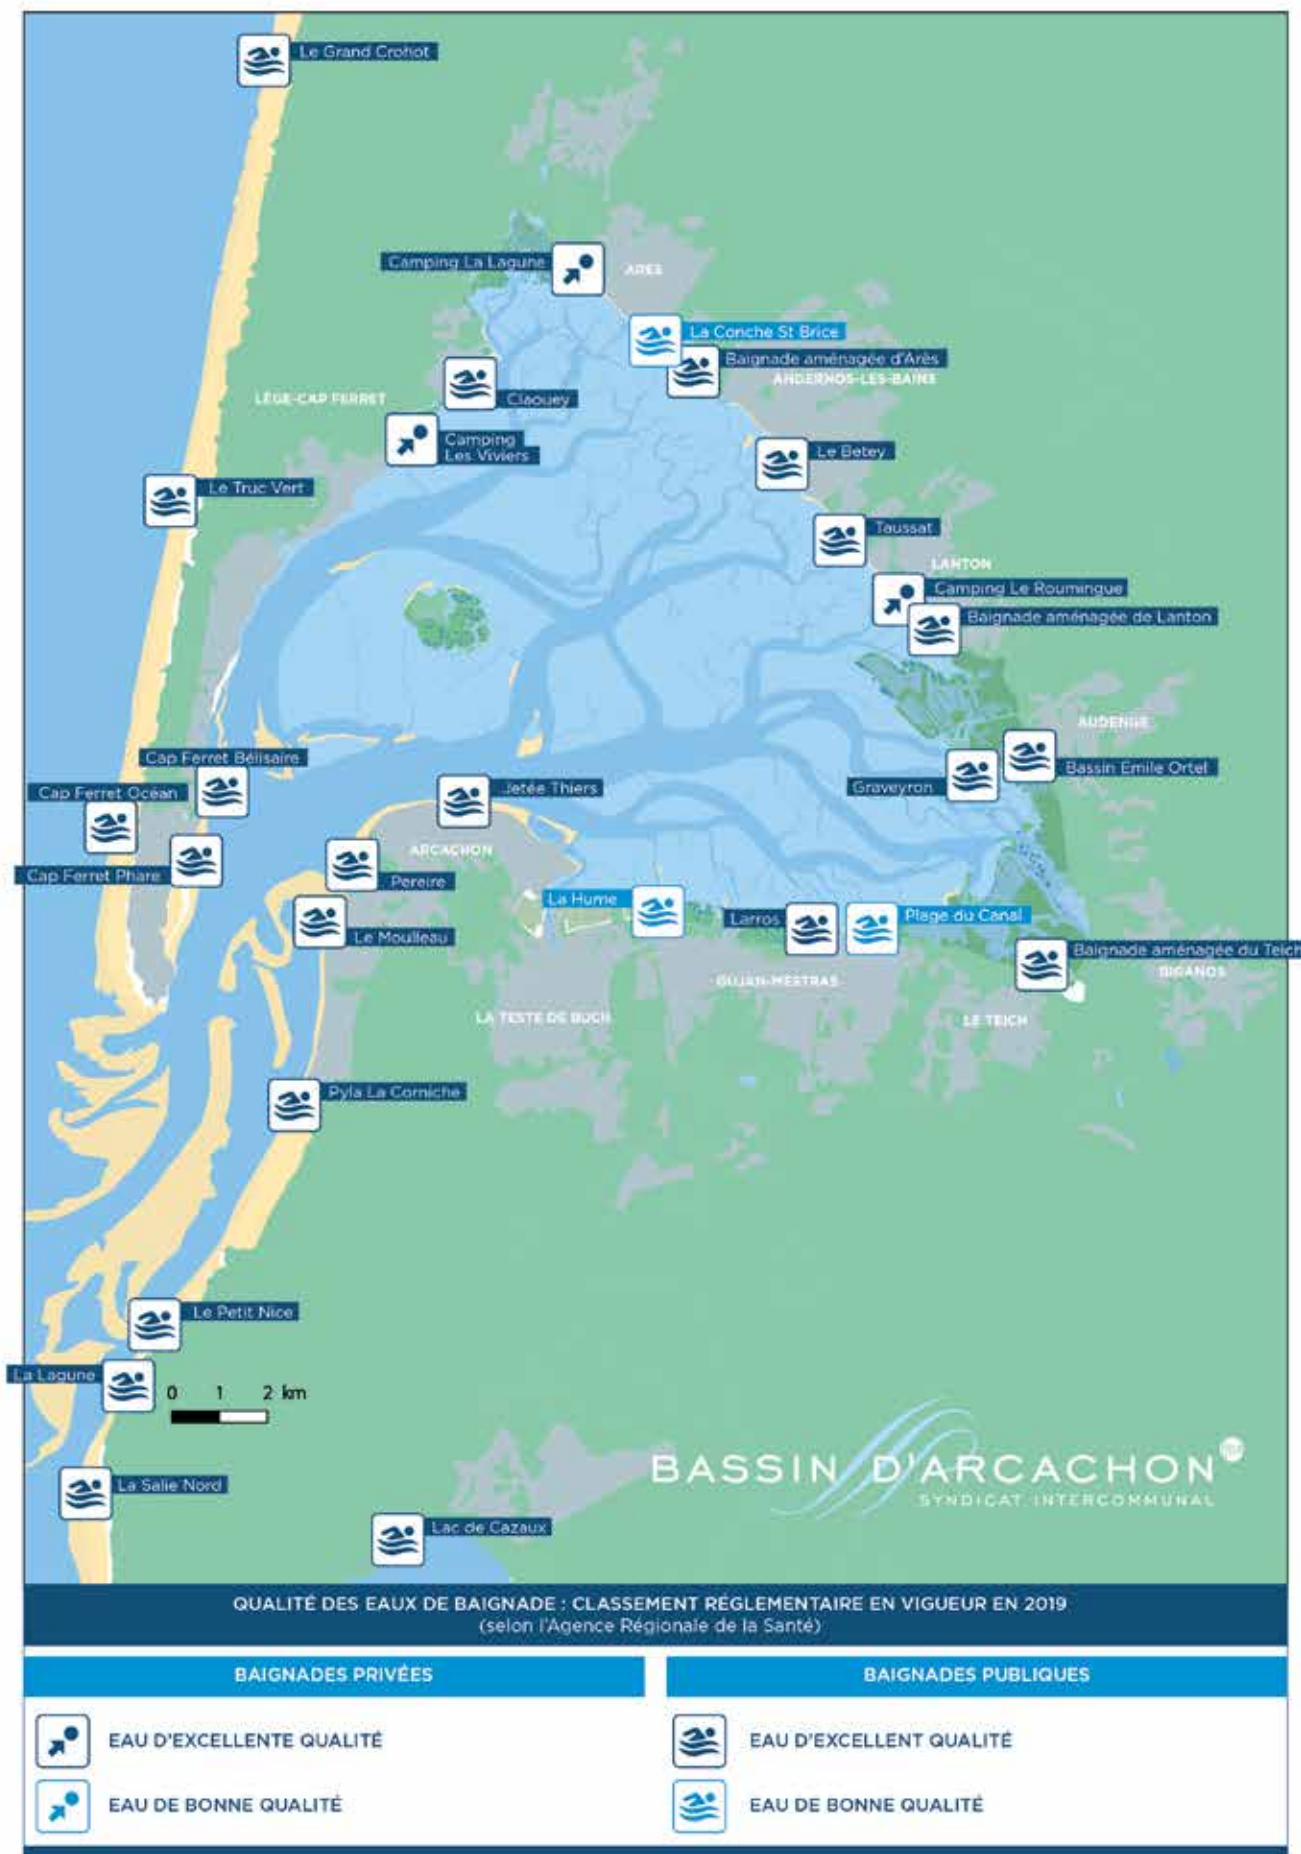 Le Grand Crohot
Camping La Lagune
ARES
La Conche St Brice
Baignade aménagée d'Arès
ANDERNOS-LES-BAINS
LÈGE-CAP FERRET
Claouey
Camping
Les Viviers
Le Betey
Le Truc Vert
Taussat
LANTON
Camping Le Roumingue
Baignade aménagée de Lanton
AUDENGE
Cap Ferret Bélisaire
Bassin Emile Ortel
Cap Ferret Océan
Jetée Thiers
Graveyron
ARCACHON
Cap Ferret Phare
Pereire
La Hume
Larros
Plage du Canal
Le Moulleau
Baignade aménagée du Teich
BIGANOS
GUJAN-MESTRAS
LA TESTE DE BUCH
LE TEICH
Pyla La Corniche
Le Petit Nice
La Lagune
0 1 2 km
BASSIN D'ARCACHON
SYNDICAT INTERCOMMUNAL
La Salie Nord
Lac de Cazaux
QUALITÉ DES EAUX DE BAIGNADE : CLASSEMENT RÉGLEMENTAIRE EN VIGUEUR EN 2019
(selon l'Agence Régionale de la Santé)
BAIGNADES PRIVÉES
EAU D'EXCELLENTE QUALITÉ
EAU DE BONNE QUALITÉ
BAIGNADES PUBLIQUES
EAU D'EXCELLENT QUALITÉ
EAU DE BONNE QUALITÉ